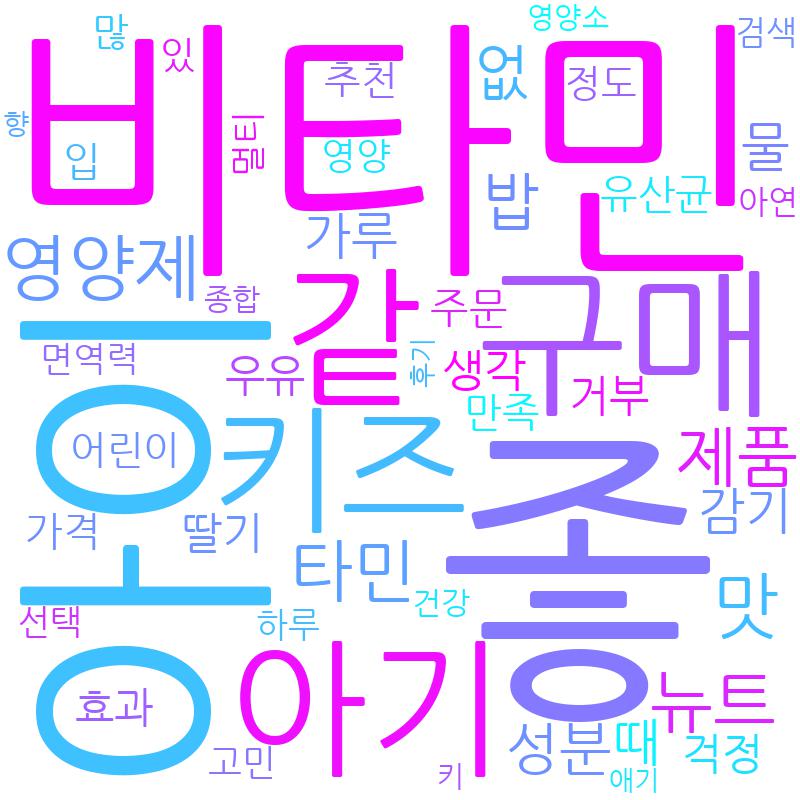 많
있
향
입
비타민
추천
멀티
영양
없
영양소
정도
검색
물
밥
유산균
아연
영양제
가루
종합
같
주문
구매
면역력
우유
후기
생각
거부
만족
응
어린이
키즈
좋
제품
가격
딸기
타민
감기
건강
맛
선택
하루
용
효과
아기
고민
키
성분
때
뉴트
걱정
애기